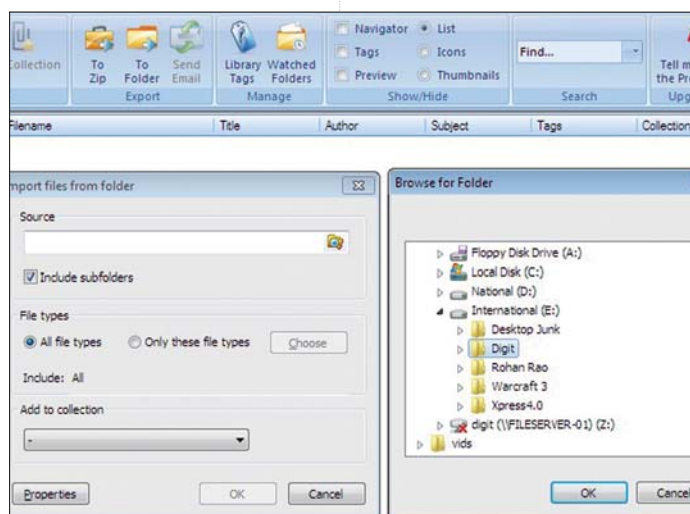 Collection
To Zip
To Folder
Send Email
Export
Library Tags
Watched Folders
Manage
Navigator
Tags
Preview
List
Icons
Thumbnails
Show/Hide
Find...
Search
Tell m
the Pr
Upg
Filename
Title
Author
Subject
Tags
Collection
mport files from folder
Source
Include subfolders
File types
All file types
Only these file types
Choose
Include: All
Add to collection
-
Properties
OK
Cancel
Browse for Folder
Floppy Disk Drive (A:)
Local Disk (C:)
National (D:)
International (E:)
Desktop Junk
Digit
Rohan Rao
Warcraft 3
Xpress4.0
digit (\\FILESERVER-01) (Z:)
vids
OK
Cancel